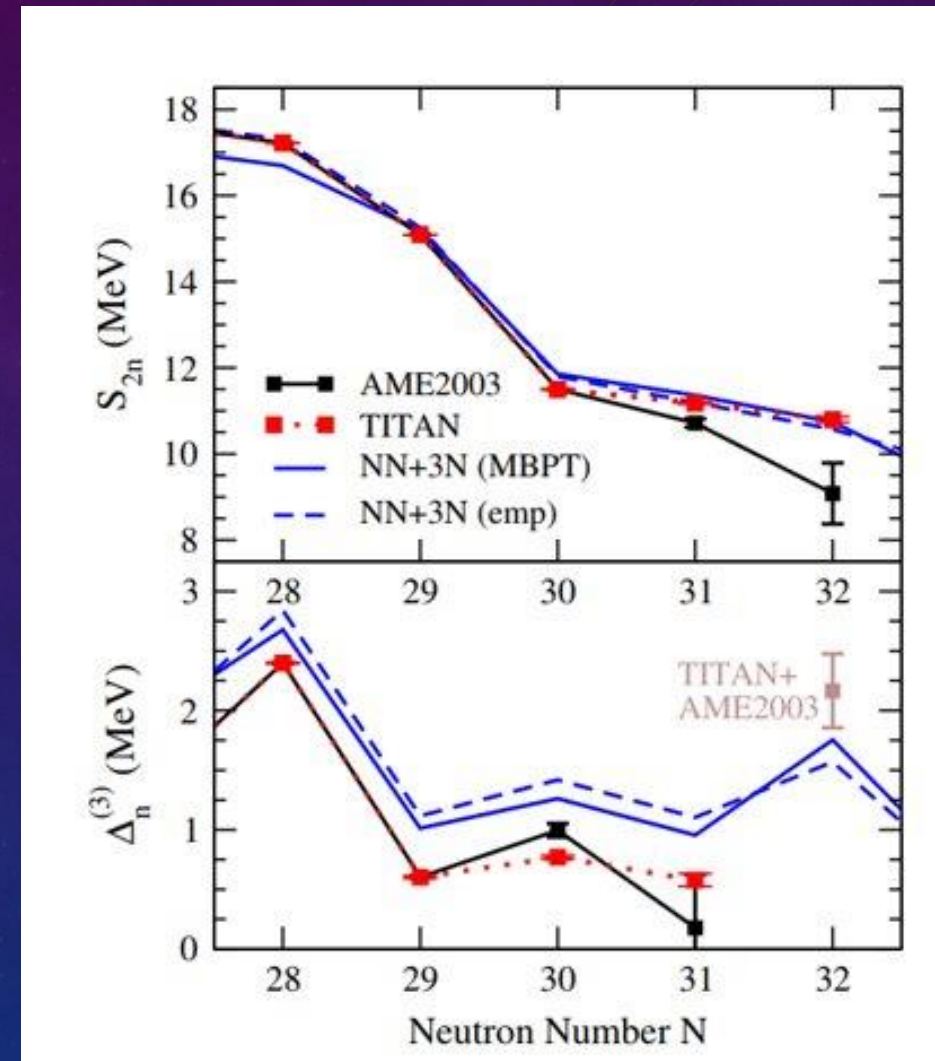 18
16
14
12
10
8
S2n (MeV)
AME2003
TITAN
NN+3N (MBPT)
NN+3N (emp)
28 29 30 31 32
3
2
1
0
Δn(3) (MeV)
TITAN+
AME2003
28 29 30 31 32
Neutron Number N